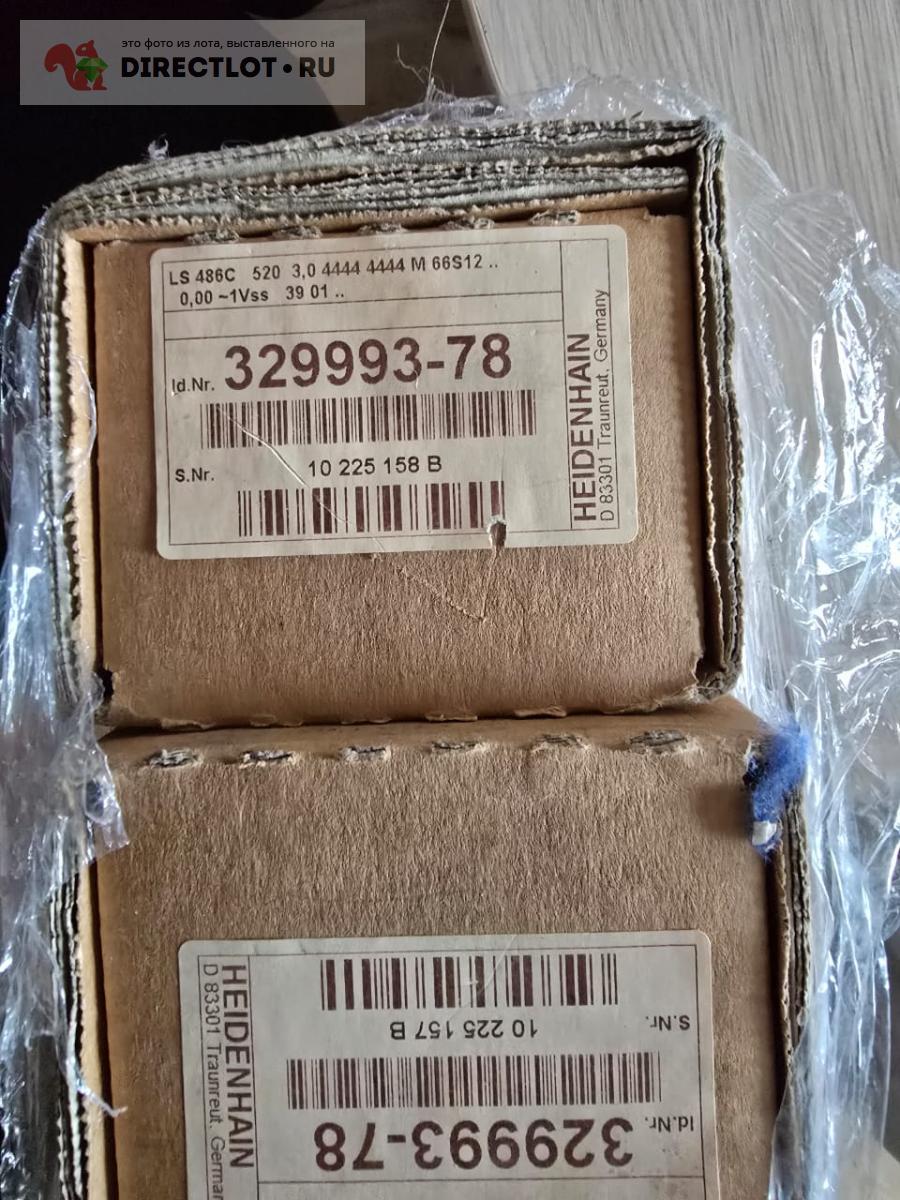 это фото из лота, выставленного на
DIRECTLOT•RU
LS 486C 520 3,0 4444 4444 M 66S12 ..
0,00 ~1Vss 39 01 ..
Id.Nr. 329993-78
S.Nr. 10 225 158 B
HEIDENHAIN
D 83301 Traunreut, Germany
HEIDENHAIN
D 83301 Traunreut, German
S.Nr. 10 225 157 B
Id.Nr. 329993-78